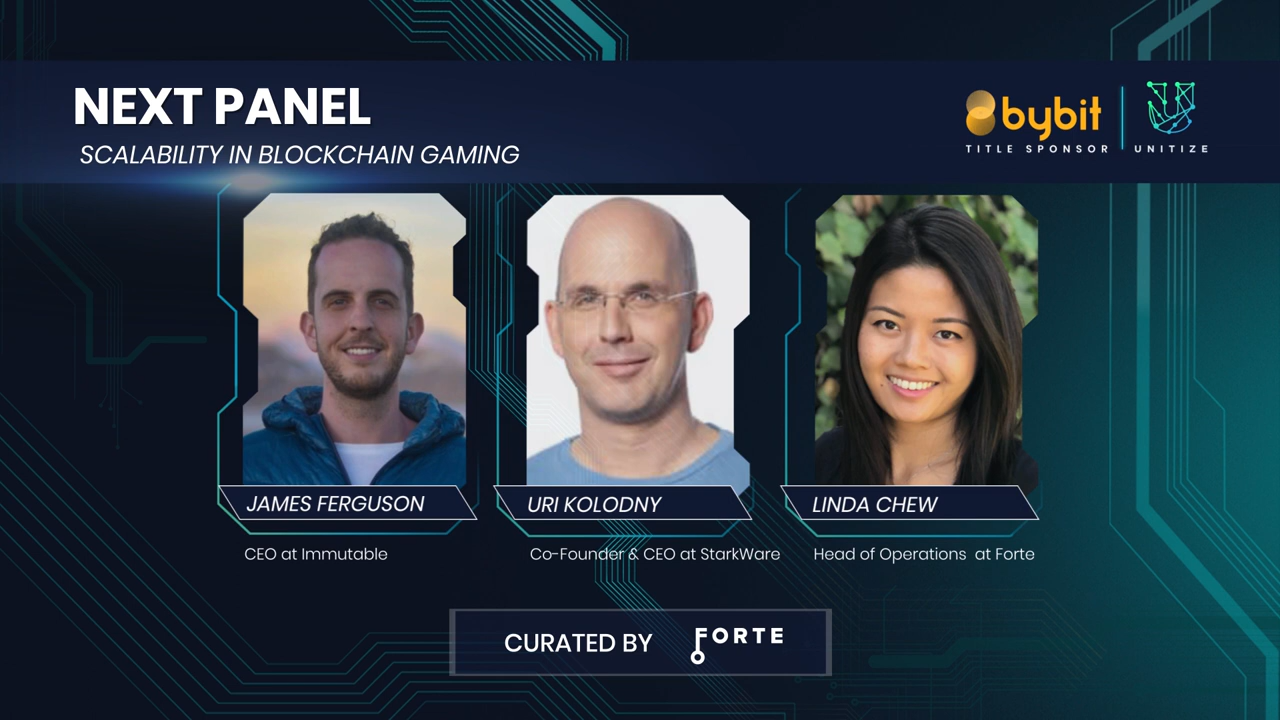 NEXT PANEL
SCALABILITY IN BLOCKCHAIN GAMING
bybit
TITLE SPONSOR
UNITIZE
JAMES FERGUSON
URI KOLODNY
LINDA CHEW
CEO at Immutable
Co-Founder & CEO at StarkWare
Head of Operations at Forte
CURATED BY FORTE